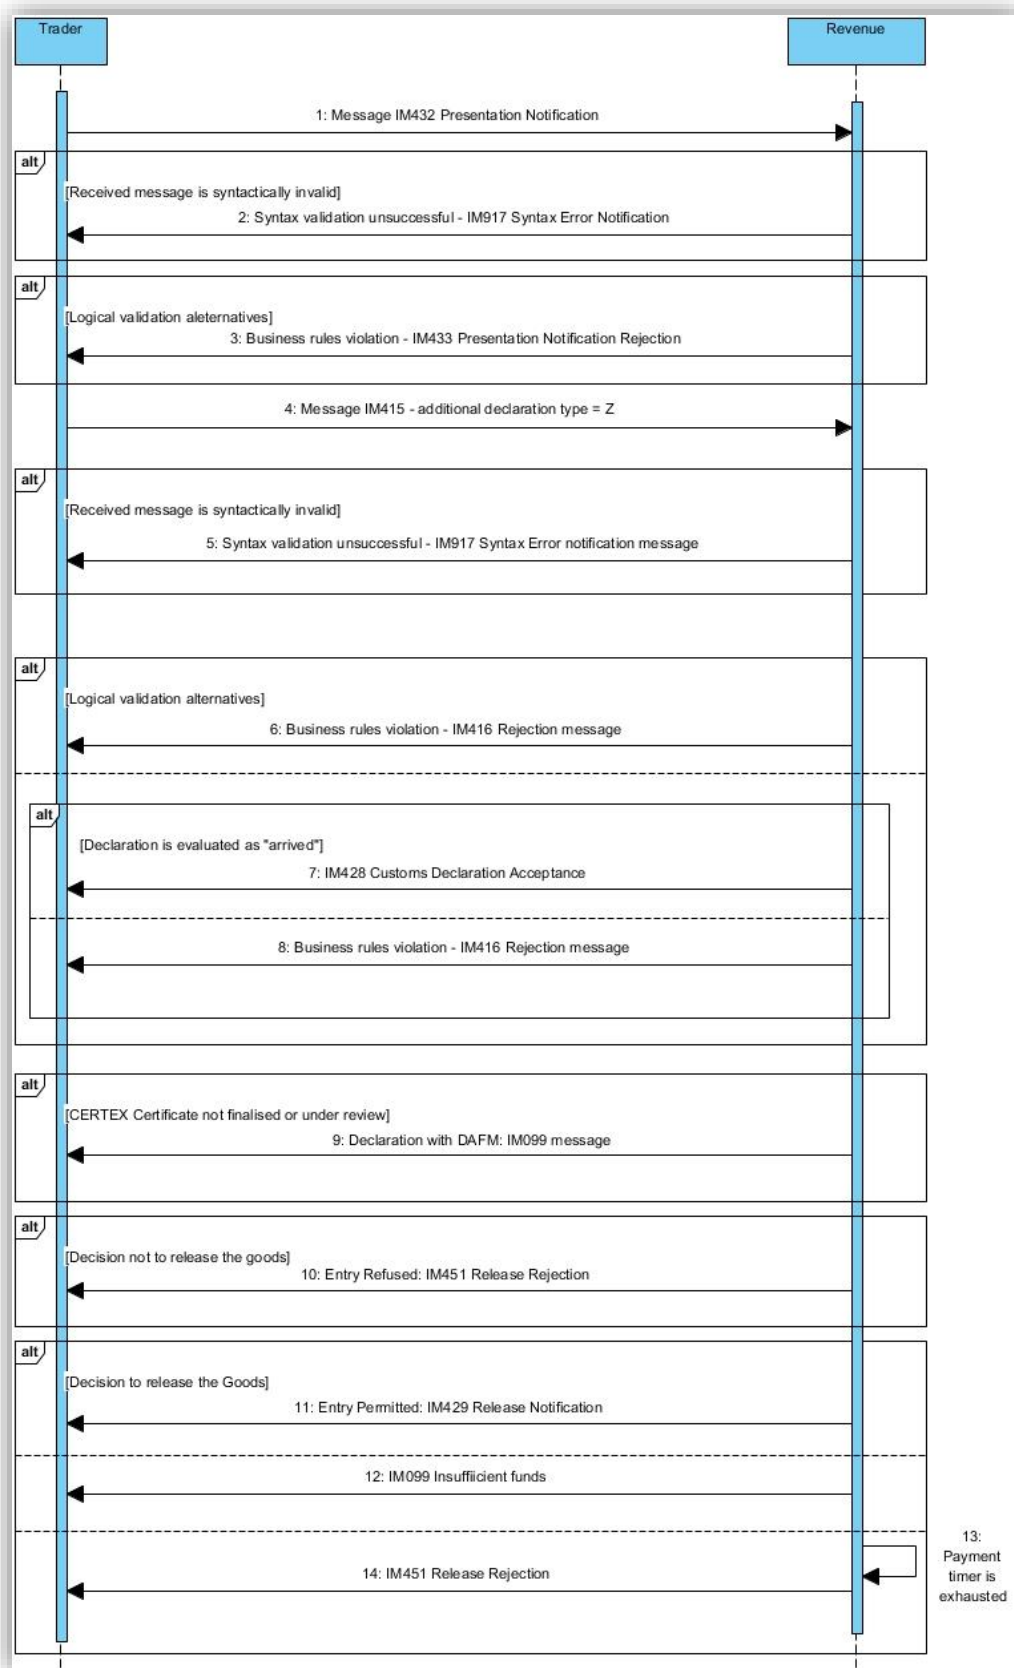 Trader
Revenue
1: Message IM432 Presentation Notification
alt
[Received message is syntactically invalid]
2: Syntax validation unsuccessful - IM917 Syntax Error Notification
alt
[Logical validation aleternatives]
3: Business rules violation - IM433 Presentation Notification Rejection
4: Message IM415 - additional declaration type = Z
alt
[Received message is syntactically invalid]
5: Syntax validation unsuccessful - IM917 Syntax Error notification message
alt
[Logical validation alternatives]
6: Business rules violation - IM416 Rejection message
alt
[Declaration is evaluated as "arrived"]
7: IM428 Customs Declaration Acceptance
8: Business rules violation - IM416 Rejection message
alt
[CERTEX Certificate not finalised or under review]
9: Declaration with DAFM: IM099 message
alt
[Decision not to release the goods]
10: Entry Refused: IM451 Release Rejection
alt
[Decision to release the Goods]
11: Entry Permitted: IM429 Release Notification
12: IM099 Insuffiicient funds
13:
Payment
timer is
exhausted
14: IM451 Release Rejection